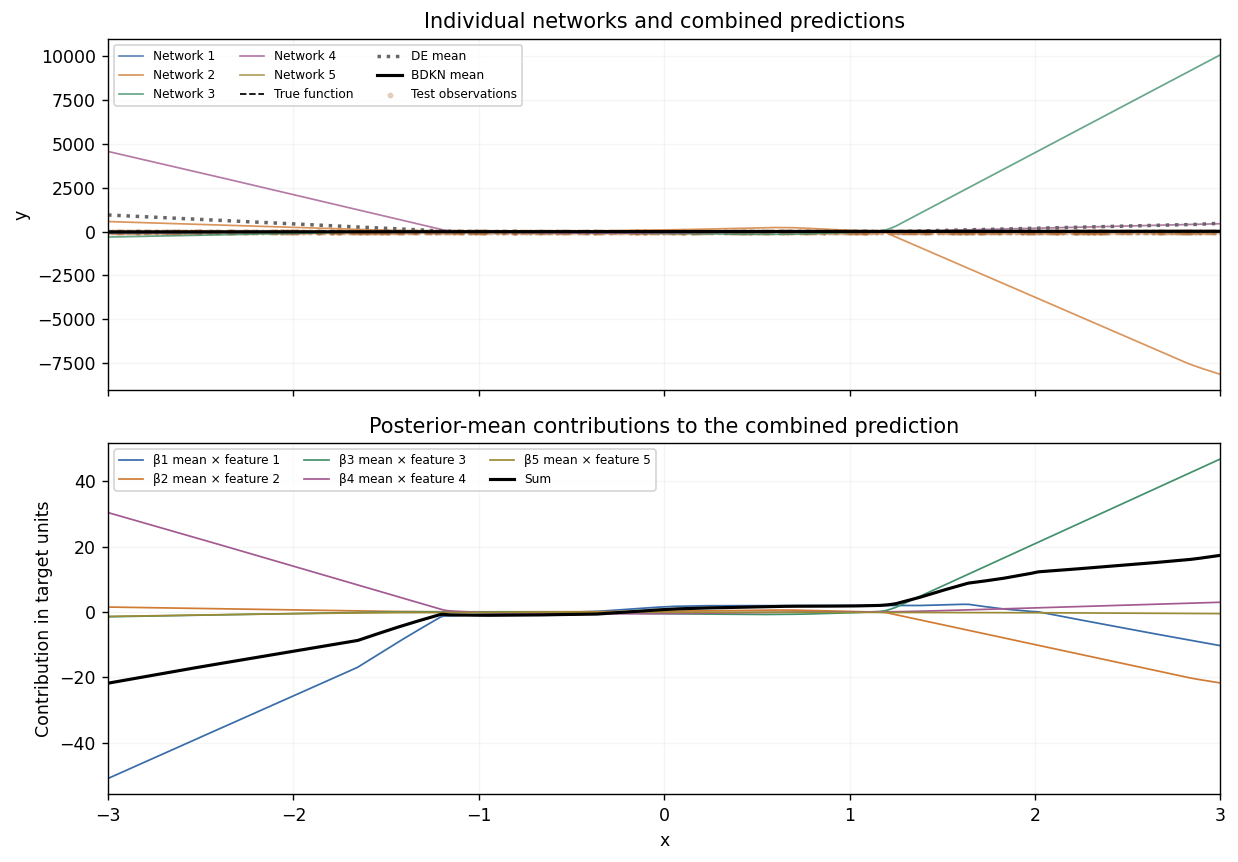 Individual networks and combined predictions
10000
7500
5000
2500
0
−2500
−5000
−7500
y
Network 1 Network 4 DE mean
Network 2 Network 5 BDKN mean
Network 3 True function Test observations
Posterior-mean contributions to the combined prediction
40
20
0
−20
−40
Contribution in target units
β1 mean × feature 1 β3 mean × feature 3 β5 mean × feature 5
β2 mean × feature 2 β4 mean × feature 4 Sum
−3 −2 −1 0 1 2 3
x